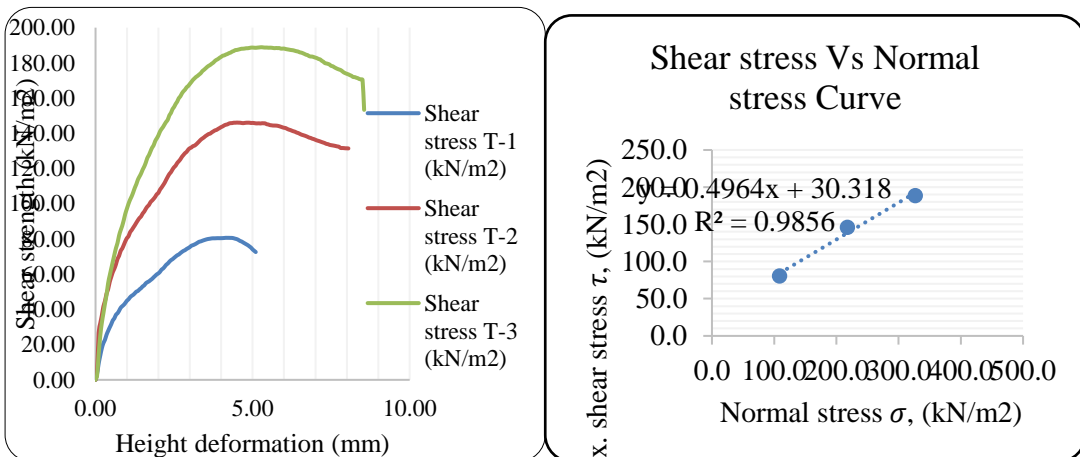 200.00
180.00
160.00
140.00
120.00
100.00
80.00
60.00
40.00
20.00
0.00
Shear strength (kN/m2)
0.00 5.00 10.00
Height deformation (mm)
Shear
stress T-1
(kN/m2)
Shear
stress T-2
(kN/m2)
Shear
stress T-3
(kN/m2)
Shear stress Vs Normal
stress Curve
y = 0.4964x + 30.318
R² = 0.9856
250.0
200.0
150.0
100.0
50.0
0.0
x. shear stress τ, (kN/m2)
0.0 100.0 200.0 300.0 400.0 500.0
Normal stress σ, (kN/m2)